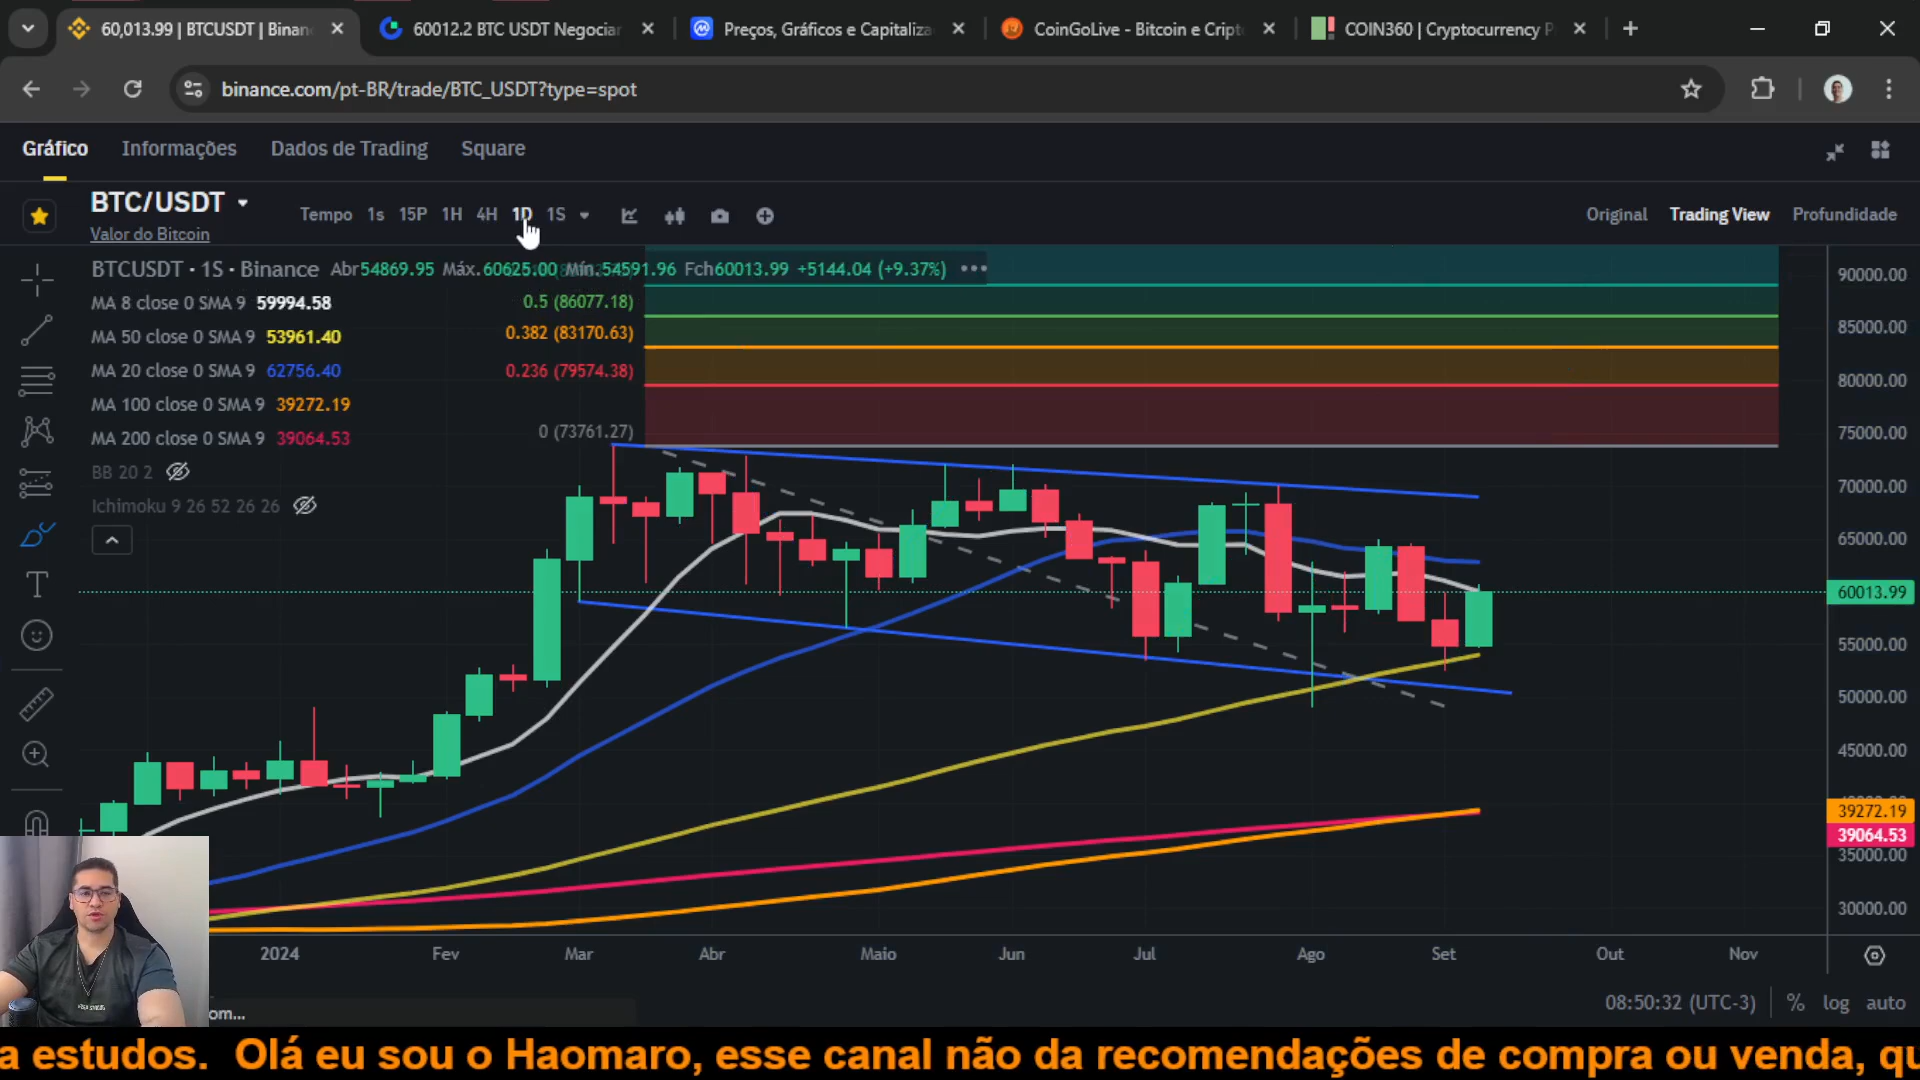 60,013.99 | BTCUSDT | Binan
60012.2 BTC USDT Negociar
Preços, Gráficos e Capitaliza
CoinGoLive - Bitcoin e Cript
COIN360 | Cryptocurrency P
binance.com/pt-BR/trade/BTC_USDT?type=spot
Gráfico Informações Dados de Trading Square
BTC/USDT
Valor do Bitcoin
Tempo 1s 15P 1H 4H 1D 1S
Original Trading View Profundidade
BTCUSDT · 1S · Binance Abr54869.95 Máx.60625.00 Mín.54591.96 Fch60013.99 +5144.04 (+9.37%)
MA 8 close 0 SMA 9 59994.58
MA 50 close 0 SMA 9 53961.40
MA 20 close 0 SMA 9 62756.40
MA 100 close 0 SMA 9 39272.19
MA 200 close 0 SMA 9 39064.53
BB 20 2
Ichimoku 9 26 52 26 26
0.5 (86077.18)
0.382 (83170.63)
0.236 (79574.38)
0 (73761.27)
90000.00
85000.00
80000.00
75000.00
70000.00
65000.00
60013.99
55000.00
50000.00
45000.00
39272.19
39064.53
35000.00
30000.00
2024 Fev Mar Abr Maio Jun Jul Ago Set Out Nov
08:50:32 (UTC-3) % log auto
om...
a estudos. Olá eu sou o Haomaro, esse canal não da recomendações de compra ou venda, qu